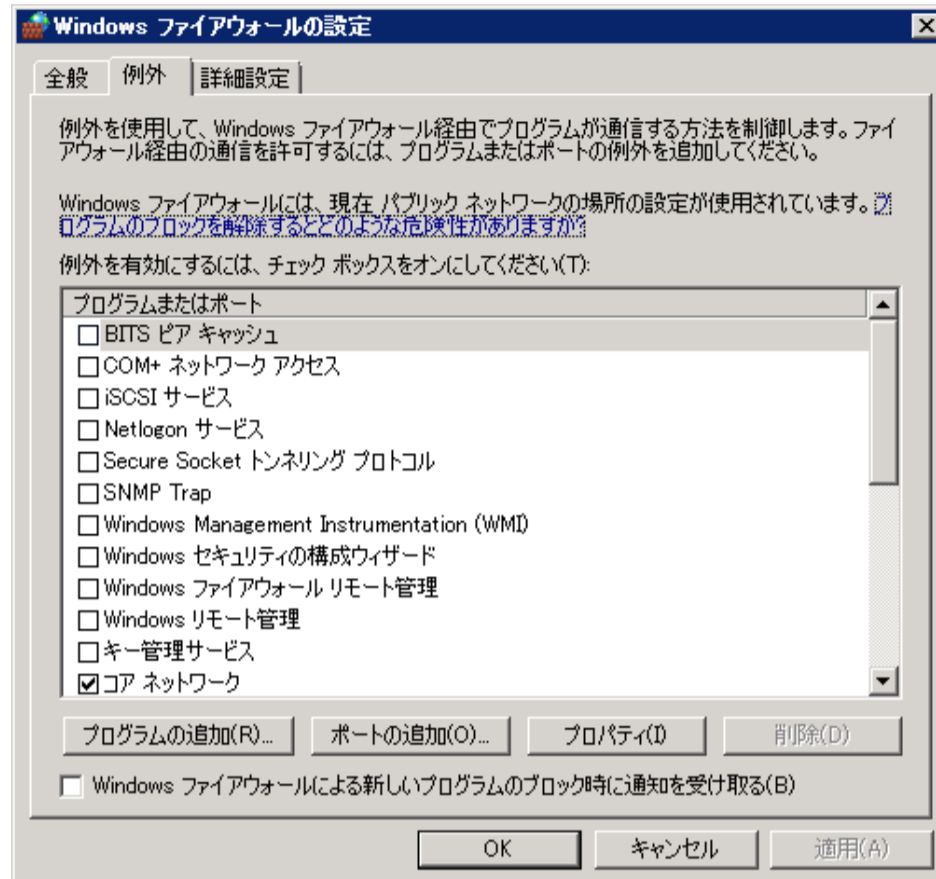 Windows ファイアウォールの設定
全般 例外 詳細設定
例外を使用して、Windows ファイアウォール経由でプログラムが通信する方法を制御します。ファイ
アウォール経由の通信を許可するには、プログラムまたはポートの例外を追加してください。
Windows ファイアウォールには、現在 パブリック ネットワークの場所の設定が使用されています。プ
ログラムのブロックを解除するとどのような危険性がありますか?
例外を有効にするには、チェック ボックスをオンにしてください(T):
プログラムまたはポート
BITS ピア キャッシュ
COM+ ネットワーク アクセス
iSCSI サービス
Netlogon サービス
Secure Socket トンネリング プロトコル
SNMP Trap
Windows Management Instrumentation (WMI)
Windows セキュリティの構成ウィザード
Windows ファイアウォール リモート管理
Windows リモート管理
キー管理サービス
コア ネットワーク
プログラムの追加(R)... ポートの追加(O)... プロパティ(I) 削除(D)
Windows ファイアウォールによる新しいプログラムのブロック時に通知を受け取る(B)
OK キャンセル 適用(A)